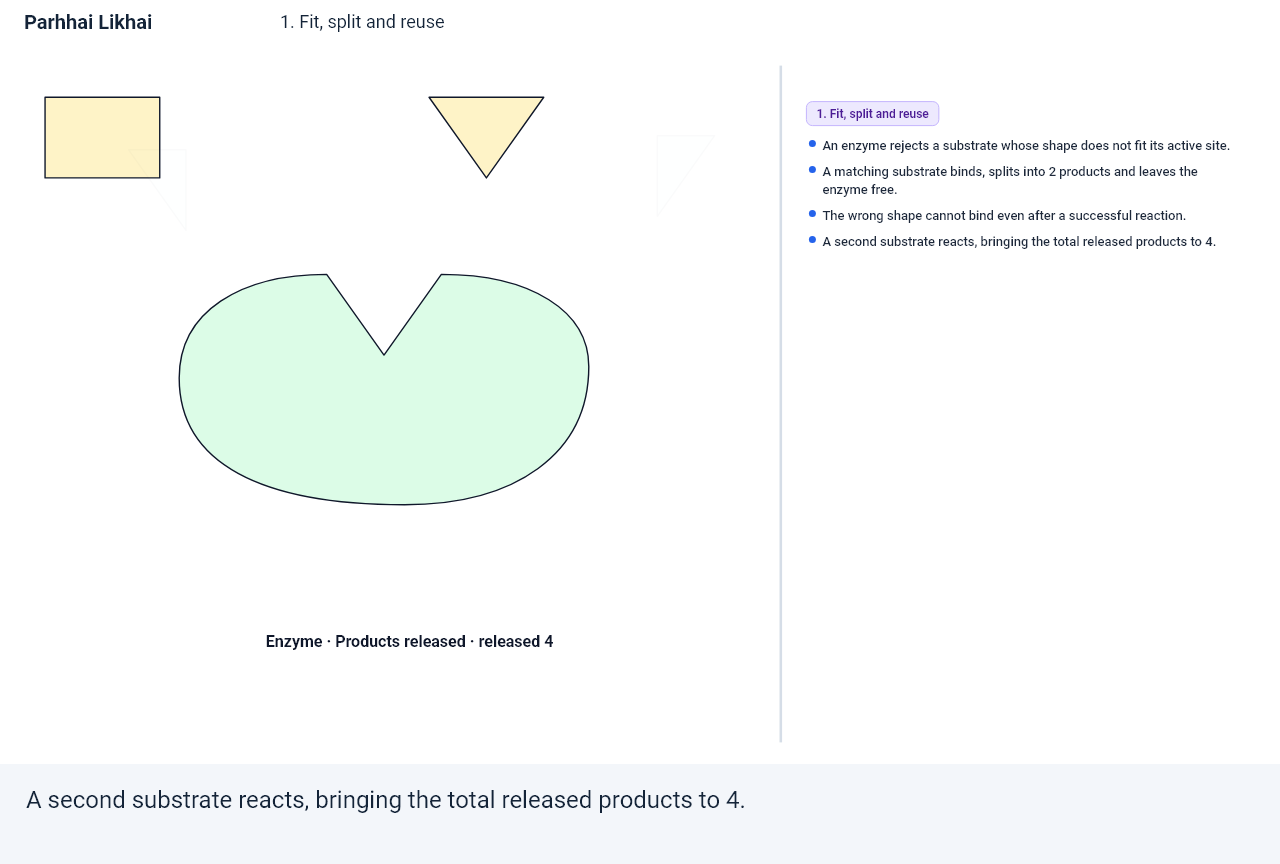 Parhhai Likhai
1. Fit, split and reuse
1. Fit, split and reuse
An enzyme rejects a substrate whose shape does not fit its active site.
A matching substrate binds, splits into 2 products and leaves the
enzyme free.
The wrong shape cannot bind even after a successful reaction.
A second substrate reacts, bringing the total released products to 4.
Enzyme · Products released · released 4
A second substrate reacts, bringing the total released products to 4.